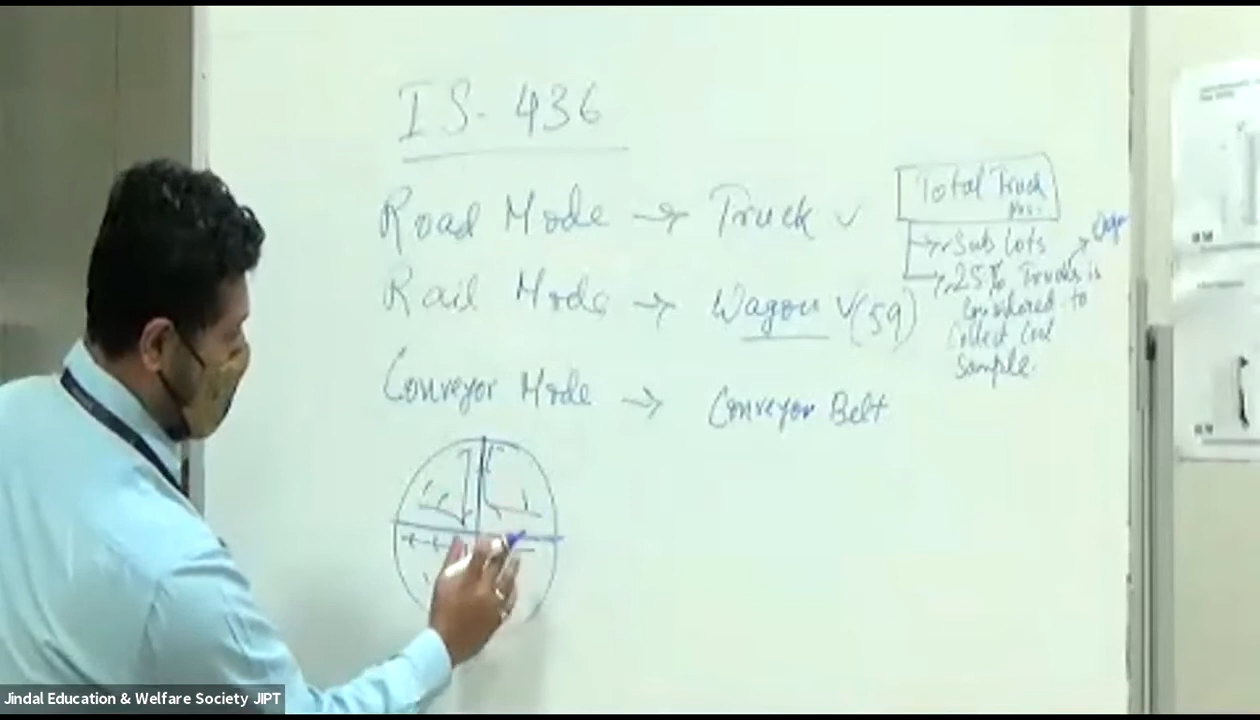 IS-436
Road Mode → Truck ✓
Rail Mode → Wagon ✓ (59)
Conveyor Mode → Conveyor Belt
Total Truck
Nos.
→ Sub lots
→ 25% Trucks is
Considered to
Collect Coal
Sample.
Jindal Education & Welfare Society JIPT